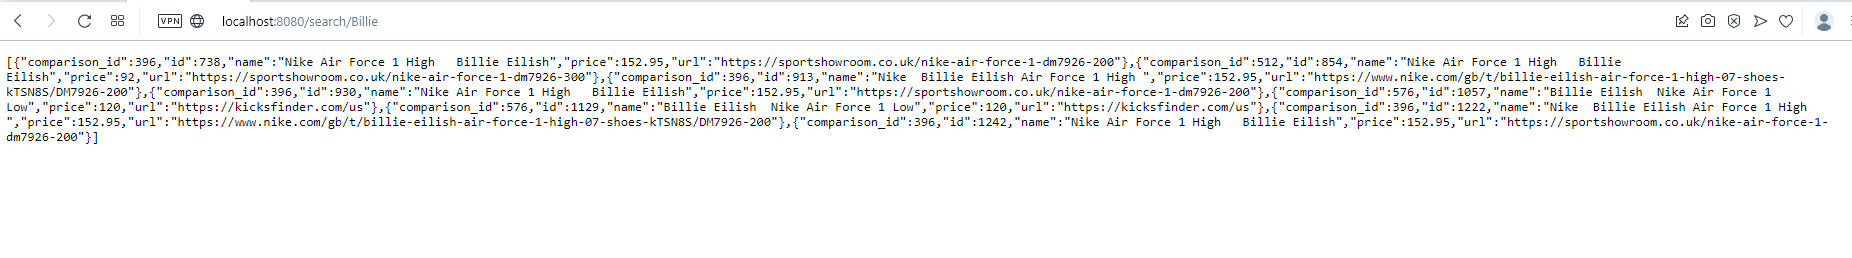 VPN localhost:8080/search/Billie
[{"comparison_id":396,"id":738,"name":"Nike Air Force 1 High   Billie Eilish","price":152.95,"url":"https://sportshowroom.co.uk/nike-air-force-1-dm7926-200"},{"comparison_id":512,"id":854,"name":"Nike Air Force 1 High   Billie
Eilish","price":92,"url":"https://sportshowroom.co.uk/nike-air-force-1-dm7926-300"},{"comparison_id":396,"id":913,"name":"Nike  Billie Eilish Air Force 1 High ","price":152.95,"url":"https://www.nike.com/gb/t/billie-eilish-air-force-1-high-07-shoes-
kTSN8S/DM7926-200"},{"comparison_id":396,"id":930,"name":"Nike Air Force 1 High   Billie Eilish","price":152.95,"url":"https://sportshowroom.co.uk/nike-air-force-1-dm7926-200"},{"comparison_id":576,"id":1057,"name":"Billie Eilish  Nike Air Force 1
Low","price":120,"url":"https://kicksfinder.com/us"},{"comparison_id":576,"id":1129,"name":"Billie Eilish  Nike Air Force 1 Low","price":120,"url":"https://kicksfinder.com/us"},{"comparison_id":396,"id":1222,"name":"Nike  Billie Eilish Air Force 1 High
","price":152.95,"url":"https://www.nike.com/gb/t/billie-eilish-air-force-1-high-07-shoes-kTSN8S/DM7926-200"},{"comparison_id":396,"id":1242,"name":"Nike Air Force 1 High   Billie Eilish","price":152.95,"url":"https://sportshowroom.co.uk/nike-air-force-1-
dm7926-200"}]